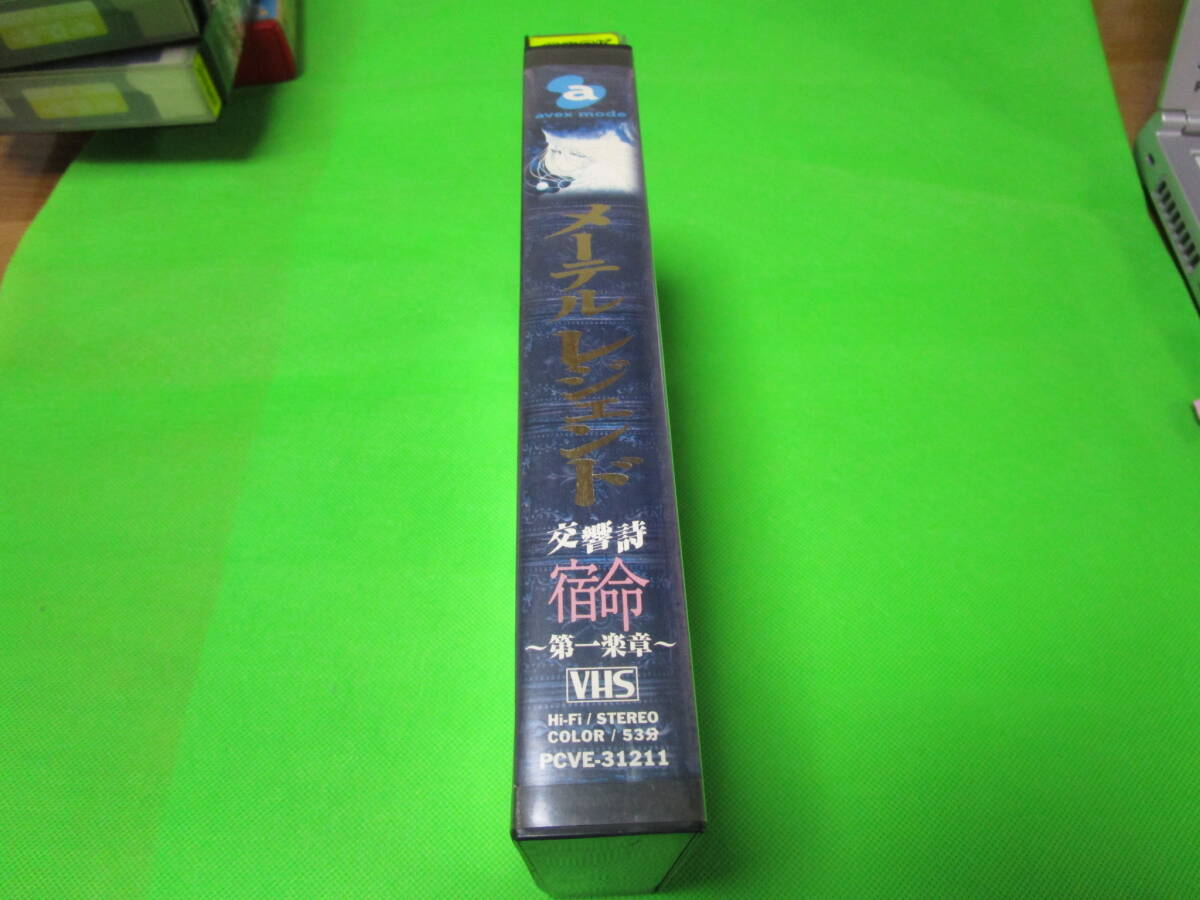 a
avex mode
メーテルレジェンド
交響詩
宿命
～第一楽章～
VHS
Hi-Fi / STEREO
COLOR / 53分
PCVE-31211